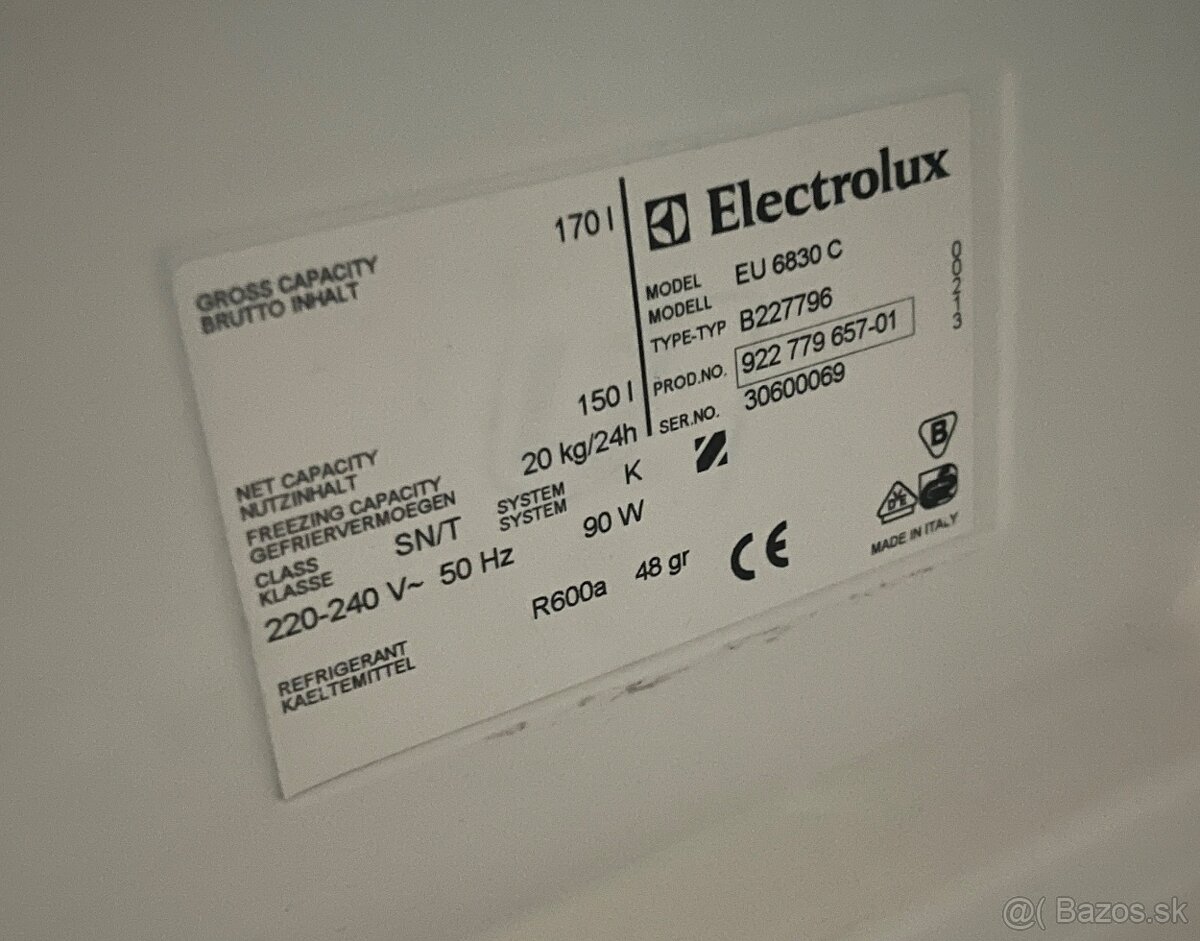 Electrolux
GROSS CAPACITY 170 l
BRUTTO INHALT
MODEL EU 6830 C
MODELL
TYPE-TYP B227796
PROD.NO. 922 779 657-01
SER.NO. 30600069
00213
NET CAPACITY 150 l
NUTZINHALT
FREEZING CAPACITY 20 kg/24h
GEFRIERVERMOEGEN
CLASS SN/T SYSTEM K
KLASSE SYSTEM
220-240 V~ 50 Hz 90 W
REFRIGERANT R600a 48 gr
KAELTEMITTEL
CE
B
MADE IN ITALY
@( Bazos.sk